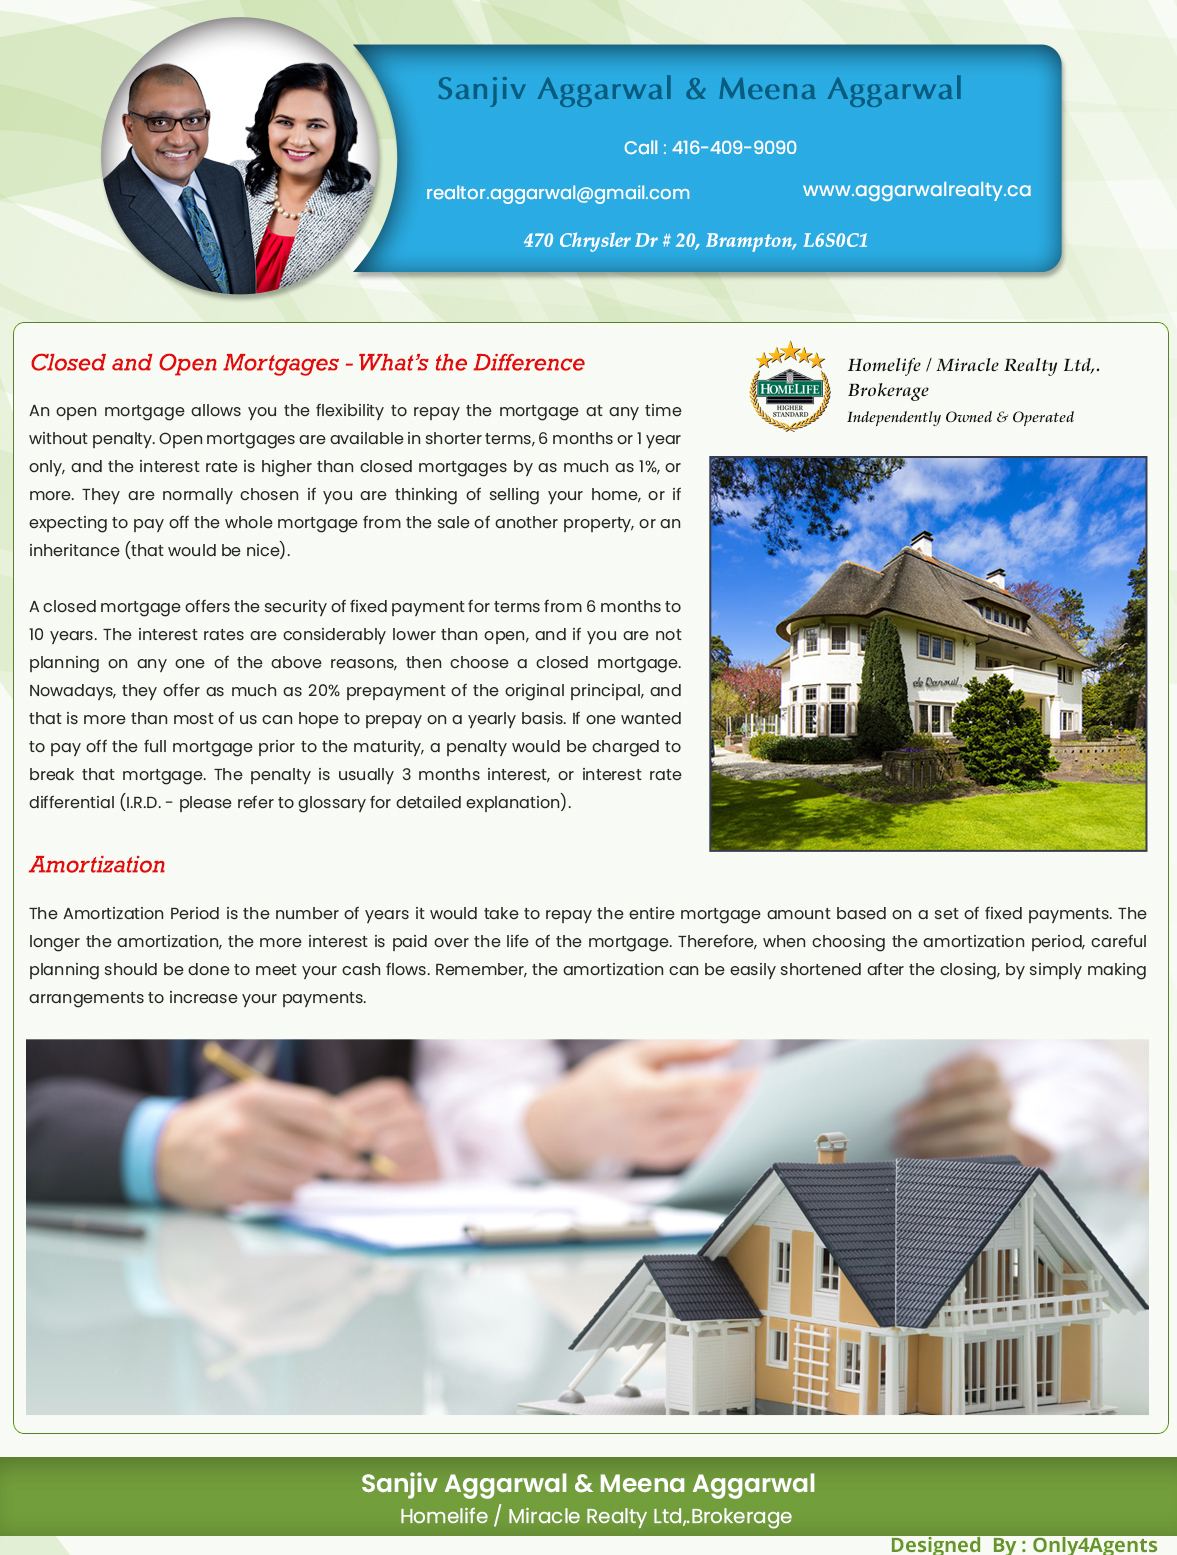 Sanjiv Aggarwal & Meena Aggarwal
Call : 416-409-9090
realtor.aggarwal@gmail.com
www.aggarwalrealty.ca
470 Chrysler Dr # 20, Brampton, L6S0C1
Closed and Open Mortgages - What's the Difference
An open mortgage allows you the flexibility to repay the mortgage at any time
without penalty. Open mortgages are available in shorter terms, 6 months or 1 year
only, and the interest rate is higher than closed mortgages by as much as 1%, or
more. They are normally chosen if you are thinking of selling your home, or if
expecting to pay off the whole mortgage from the sale of another property, or an
inheritance (that would be nice).
A closed mortgage offers the security of fixed payment for terms from 6 months to
10 years. The interest rates are considerably lower than open, and if you are not
planning on any one of the above reasons, then choose a closed mortgage.
Nowadays, they offer as much as 20% prepayment of the original principal, and
that is more than most of us can hope to prepay on a yearly basis. If one wanted
to pay off the full mortgage prior to the maturity, a penalty would be charged to
break that mortgage. The penalty is usually 3 months interest, or interest rate
differential (I.R.D. - please refer to glossary for detailed explanation).
HOMELIFE
HIGHER
STANDARD
Homelife / Miracle Realty Ltd,.
Brokerage
Independently Owned & Operated
Amortization
The Amortization Period is the number of years it would take to repay the entire mortgage amount based on a set of fixed payments. The
longer the amortization, the more interest is paid over the life of the mortgage. Therefore, when choosing the amortization period, careful
planning should be done to meet your cash flows. Remember, the amortization can be easily shortened after the closing, by simply making
arrangements to increase your payments.
Sanjiv Aggarwal & Meena Aggarwal
Homelife / Miracle Realty Ltd,.Brokerage
Designed By : Only4Agents